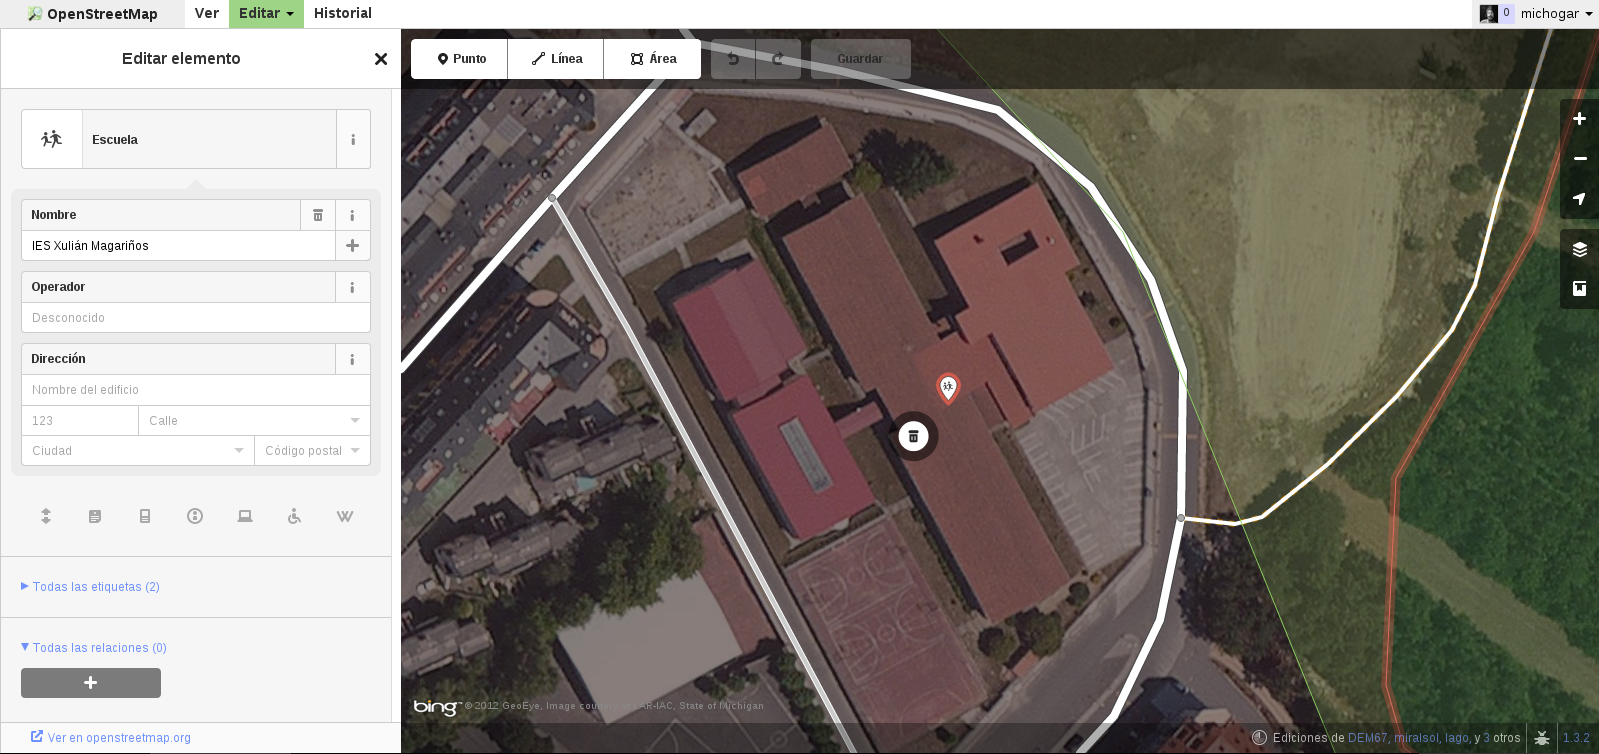 OpenStreetMap Ver Editar Historial 0 michogar
Editar elemento
Punto Línea Área Guardar
Escuela
Nombre
IES Xulián Magariños
Operador
Desconocido
Dirección
Nombre del edificio
123 Calle
Ciudad Código postal
Todas las etiquetas (2)
Todas las relaciones (0)
Ver en openstreetmap.org
bing © 2012 GeoEye, Image courtesy of LAR-IAC, State of Michigan
Ediciones de DEM67, miralsol, lago, y 3 otros 1.3.2